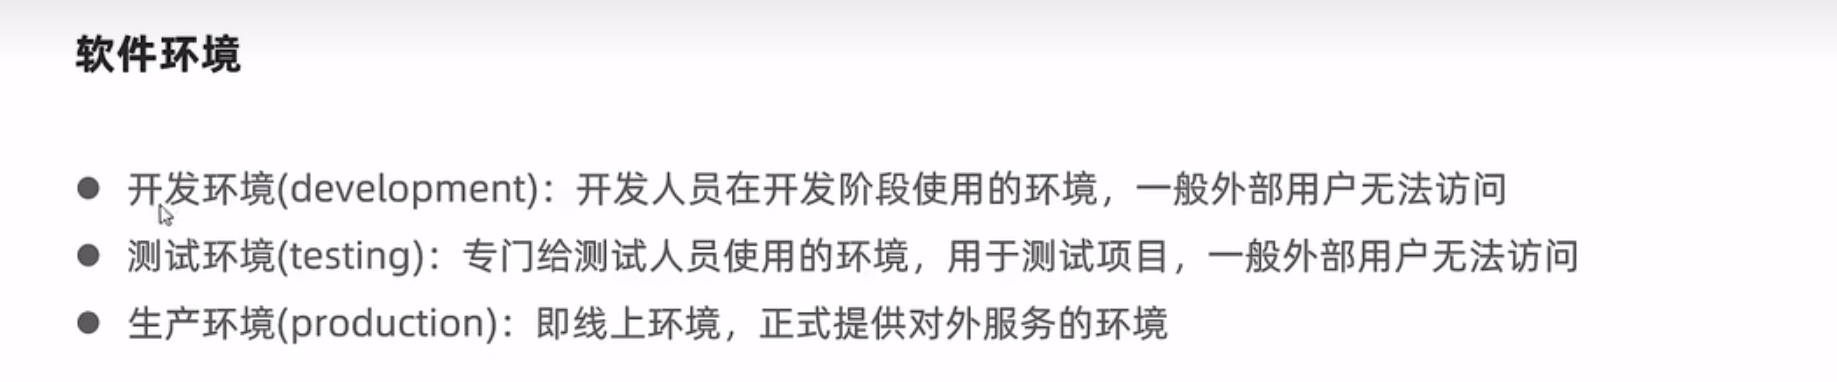 软件环境
● 开发环境(development)：开发人员在开发阶段使用的环境，一般外部用户无法访问
● 测试环境(testing)：专门给测试人员使用的环境，用于测试项目，一般外部用户无法访问
● 生产环境(production)：即线上环境，正式提供对外服务的环境